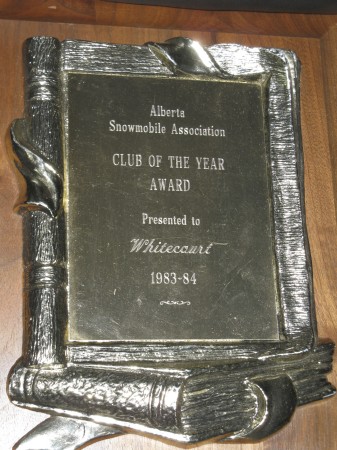 Alberta
Snowmobile Association
CLUB OF THE YEAR
AWARD
Presented to
Whitecourt
1983-84